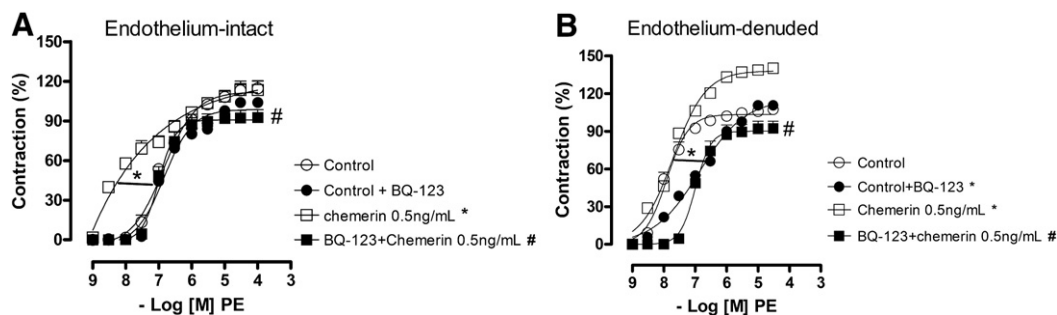 A
Endothelium-intact
150
120
90
60
30
0
Contraction (%)
*
#
9 8 7 6 5 4 3
- Log [M] PE
Control
Control + BQ-123
chemerin 0.5ng/mL *
BQ-123+Chemerin 0.5ng/mL #
B
Endothelium-denuded
150
120
90
60
30
0
Contraction (%)
*
#
9 8 7 6 5 4 3
- Log [M] PE
Control
Control+BQ-123 *
Chemerin 0.5ng/mL *
BQ-123+chemerin 0.5ng/mL #